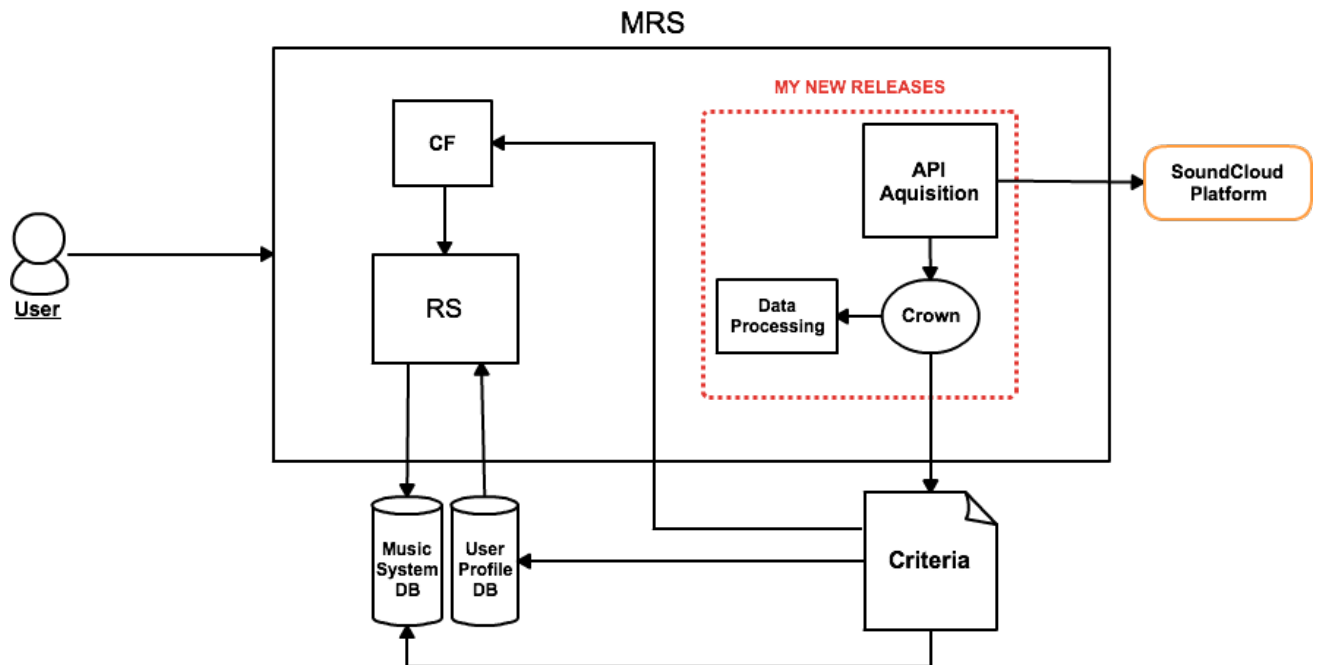 MRS
MY NEW RELEASES
CF
API
Aquisition
SoundCloud
Platform
User
RS
Data
Processing
Crown
Music
System
DB
User
Profile
DB
Criteria